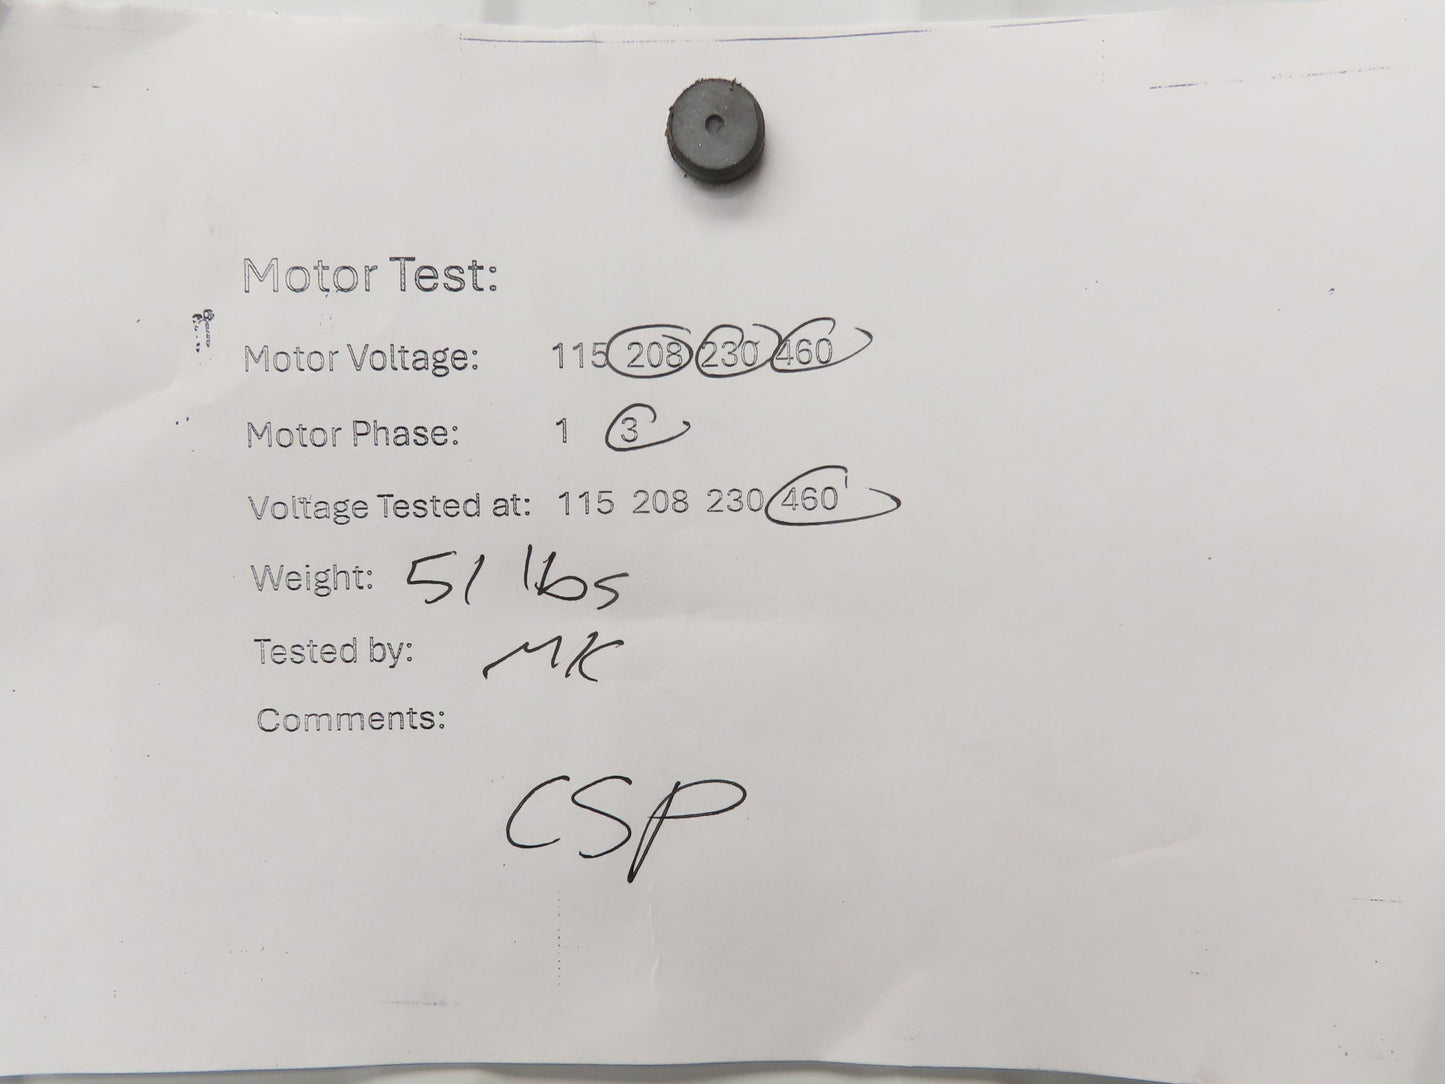 Motor Test:
Motor Voltage: 115 208 230 460
Motor Phase: 1 3
Voltage Tested at: 115 208 230 460
Weight: 51 lbs
Tested by: MK
Comments:
CSP